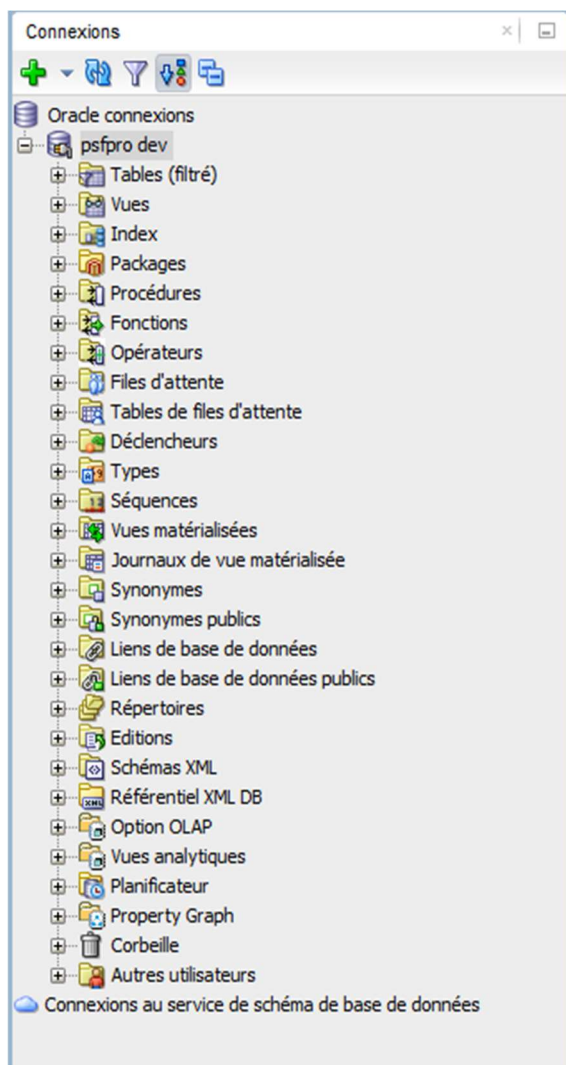 Connexions
Oracle connexions
psfpro dev
Tables (filtré)
Vues
Index
Packages
Procédures
Fonctions
Opérateurs
Files d'attente
Tables de files d'attente
Déclencheurs
Types
Séquences
Vues matérialisées
Journaux de vue matérialisée
Synonymes
Synonymes publics
Liens de base de données
Liens de base de données publics
Répertoires
Editions
Schémas XML
Référentiel XML DB
Option OLAP
Vues analytiques
Planificateur
Property Graph
Corbeille
Autres utilisateurs
Connexions au service de schéma de base de données